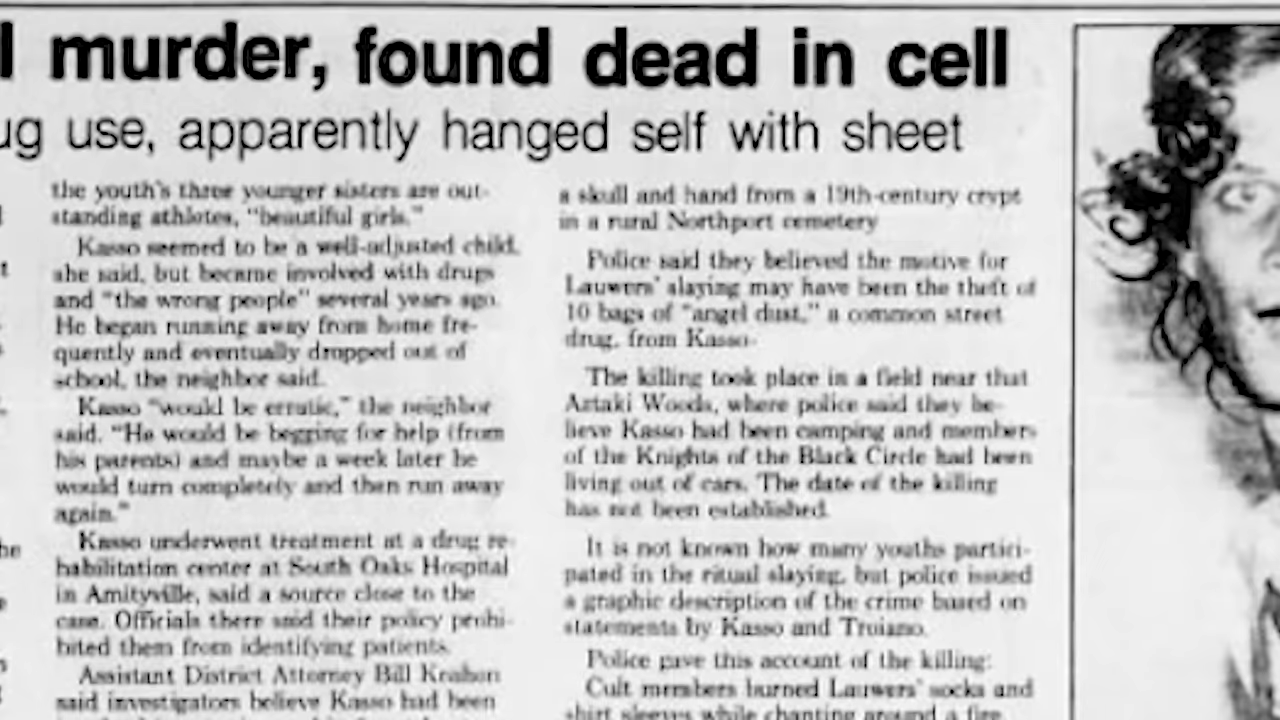 l murder, found dead in cell
ug use, apparently hanged self with sheet
the youth's three younger sisters are out-
standing athletes, "beautiful girls."
Kasso seemed to be a well-adjusted child,
she said, but became involved with drugs
and "the wrong people" several years ago.
He began running away from home fre-
quently and eventually dropped out of
school, the neighbor said.
Kasso "would be erratic," the neighbor
said. "He would be begging for help (from
his parents) and maybe a week later he
would turn completely and then run away
again."
Kasso underwent treatment at a drug re-
habilitation center at South Oaks Hospital
in Amityville, said a source close to the
case. Officials there said their policy prohi-
bited them from identifying patients.
Assistant District Attorney Bill Keahon
said investigators believe Kasso had been
a skull and hand from a 19th-century crypt
in a rural Northport cemetery
Police said they believed the motive for
Lauwers' slaying may have been the theft of
10 bags of "angel dust," a common street
drug, from Kasso.
The killing took place in a field near that
Aztaki Woods, where police said they be-
lieve Kasso had been camping and members
of the Knights of the Black Circle had been
living out of cars. The date of the killing
has not been established.
It is not known how many youths partici-
pated in the ritual slaying, but police issued
a graphic description of the crime based on
statements by Kasso and Troiano.
Police gave this account of the killing:
Cult members burned Lauwers' socks and
shirt sleeves while chanting around a fire